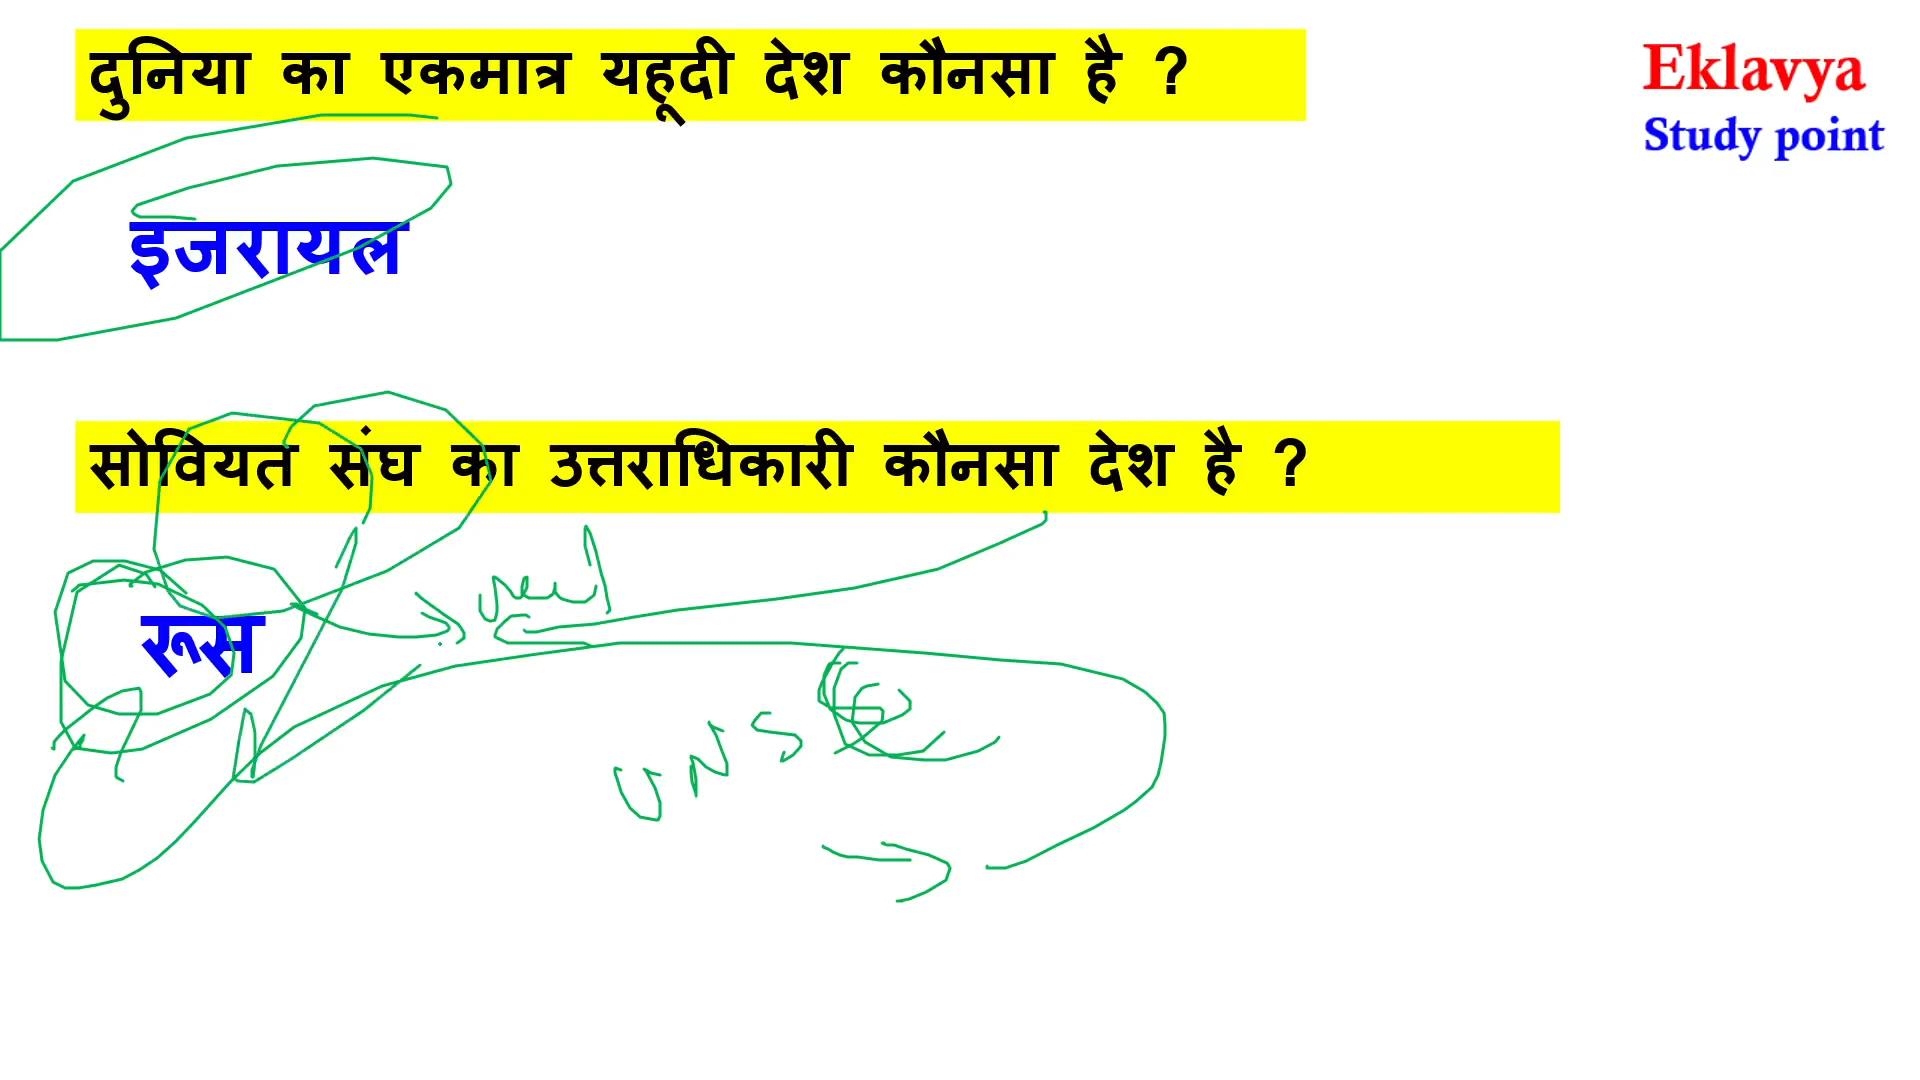 दुनिया का एकमात्र यहूदी देश कौनसा है ?
Eklavya
Study point
इजरायल
सोवियत संघ का उत्तराधिकारी कौनसा देश है ?
रूस
UNSC